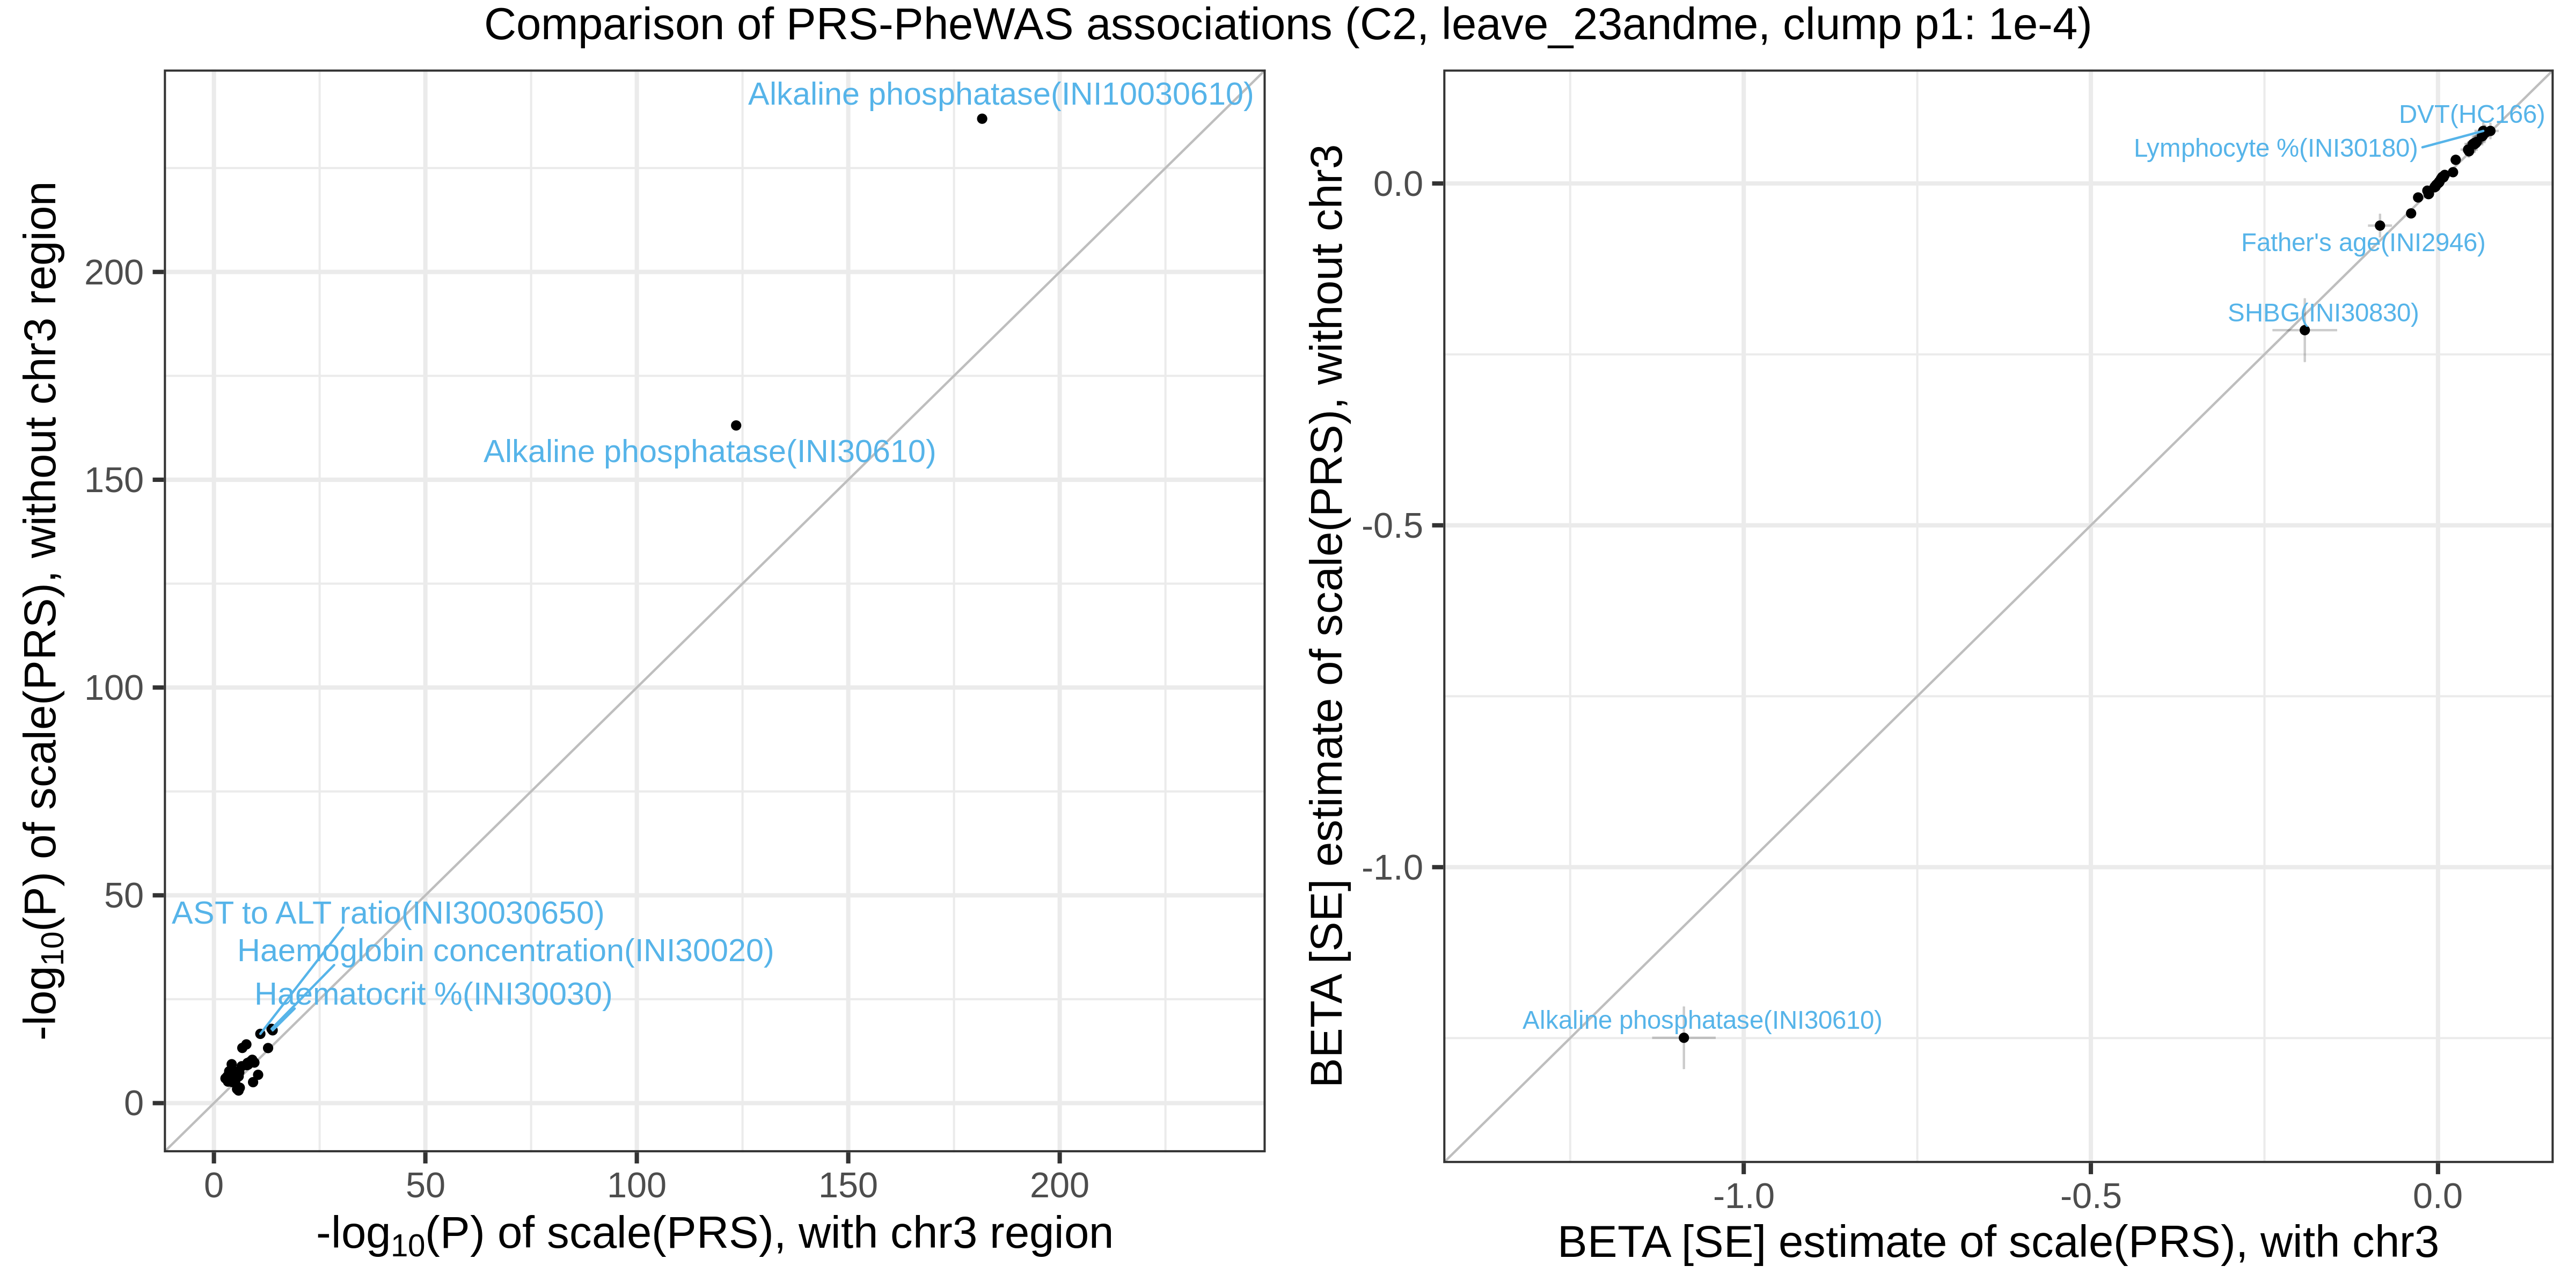 Comparison of PRS-PheWAS associations (C2, leave_23andme, clump p1: 1e-4)
-log10(P) of scale(PRS), without chr3 region
200
150
100
50
0
Alkaline phosphatase(INI10030610)
Alkaline phosphatase(INI30610)
AST to ALT ratio(INI30030650)
Haemoglobin concentration(INI30020)
Haematocrit %(INI30030)
0 50 100 150 200
-log10(P) of scale(PRS), with chr3 region
BETA [SE] estimate of scale(PRS), without chr3
0.0
-0.5
-1.0
DVT(HC166)
Lymphocyte %(INI30180)
Father's age(INI2946)
SHBG(INI30830)
Alkaline phosphatase(INI30610)
-1.0 -0.5 0.0
BETA [SE] estimate of scale(PRS), with chr3